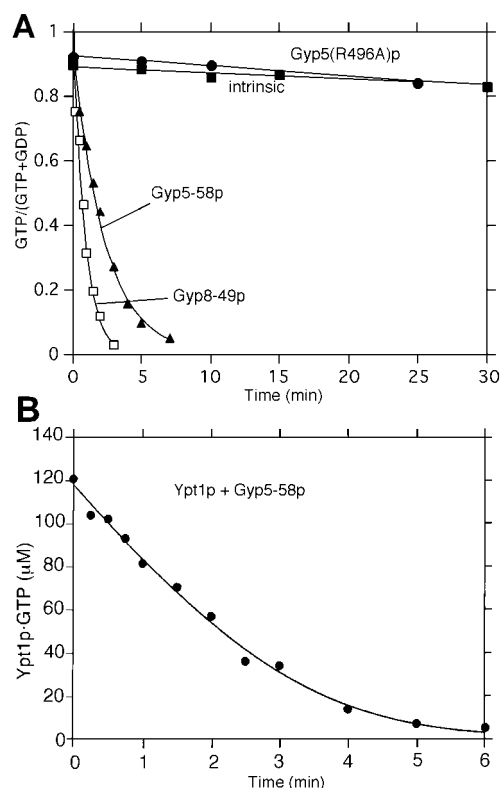 A
1
0.8
0.6
0.4
0.2
0
GTP/(GTP+GDP)
Gyp5(R496A)p
intrinsic
Gyp5-58p
Gyp8-49p
0 5 10 15 20 25 30
Time (min)
B
140
120
100
80
60
40
20
0
Ypt1p·GTP (μM)
Ypt1p + Gyp5-58p
0 1 2 3 4 5 6
Time (min)